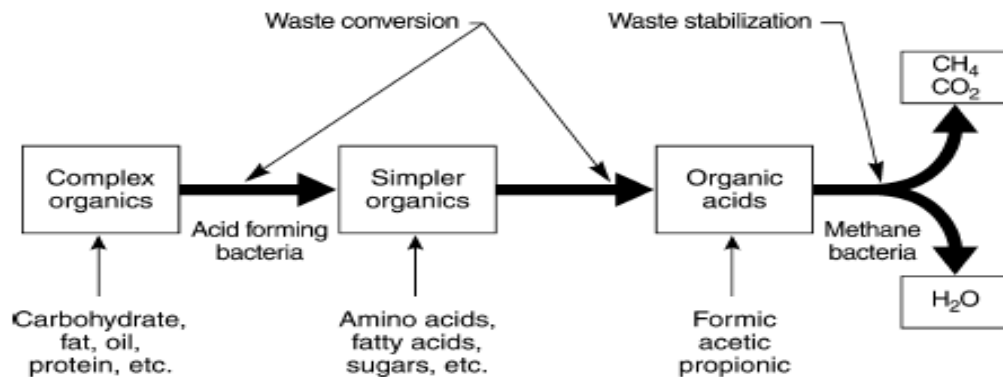 Waste conversion
Waste stabilization
CH₄
CO₂
Complex
organics
Simpler
organics
Organic
acids
Acid forming
bacteria
Methane
bacteria
H₂O
Carbohydrate,
fat, oil,
protein, etc.
Amino acids,
fatty acids,
sugars, etc.
Formic
acetic
propionic